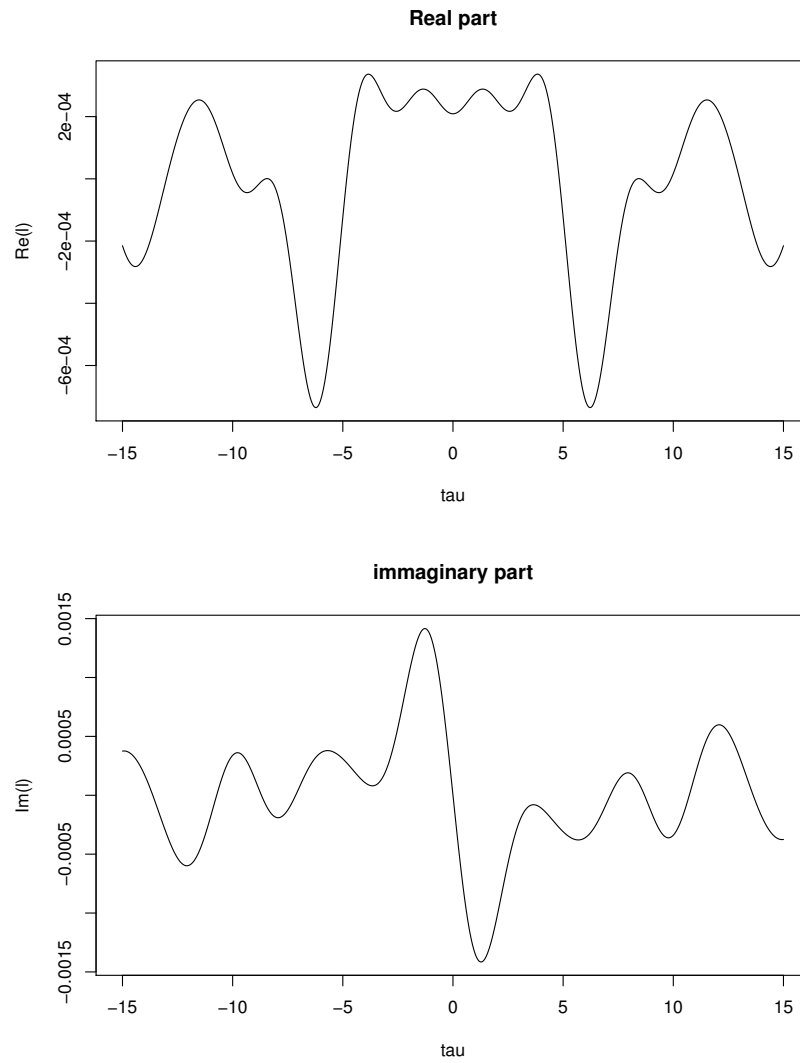 Real part
Re(I)
2e−04
−2e−04
−6e−04
−15 −10 −5 0 5 10 15
tau
immaginary part
Im(I)
0.0015
0.0005
−0.0005
−0.0015
−15 −10 −5 0 5 10 15
tau